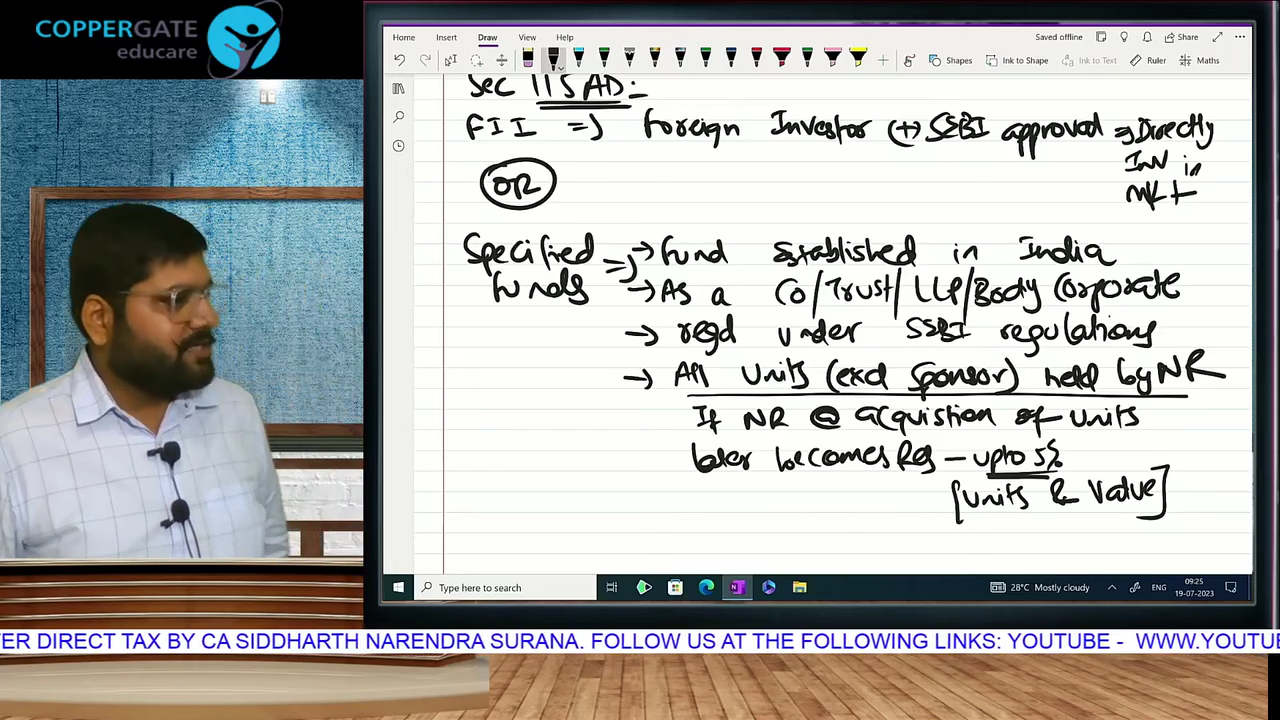 COPPERGATE
educare
Home Insert Draw View Help
Saved offline
Share
Shapes
Ink to Shape
Ink to Text
Ruler
Maths
Sec 115AD:-
FII => Foreign Investor (+) SEBI approved => Directly
Inv in
mkt
OR
Specified
funds
=> → fund established in India
→ As a Co/Trust/LLP/Body Corporate
→ regd under SEBI regulations
→ All units (excl sponsor) held by NR
If NR @ acquistion of units
later becomes Res - upto 5%
[units & value]
Type here to search
28°C Mostly cloudy
ENG
09:25
19-07-2023
TER DIRECT TAX BY CA SIDDHARTH NARENDRA SURANA. FOLLOW US AT THE FOLLOWING LINKS: YOUTUBE - WWW.YOUTU